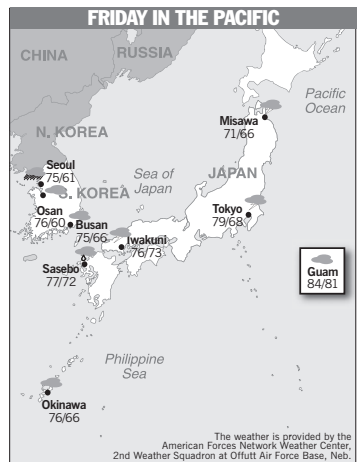 FRIDAY IN THE PACIFIC
CHINA
RUSSIA
Pacific
Ocean
Misawa
71/66
N. KOREA
Seoul
75/61
Sea of
Japan
JAPAN
S. KOREA
Osan
76/60
Busan
75/66
Tokyo
79/68
Iwakuni
76/73
Sasebo
77/72
Guam
84/81
Philippine
Sea
Okinawa
76/66
The weather is provided by the
American Forces Network Weather Center,
2nd Weather Squadron at Offutt Air Force Base, Neb.